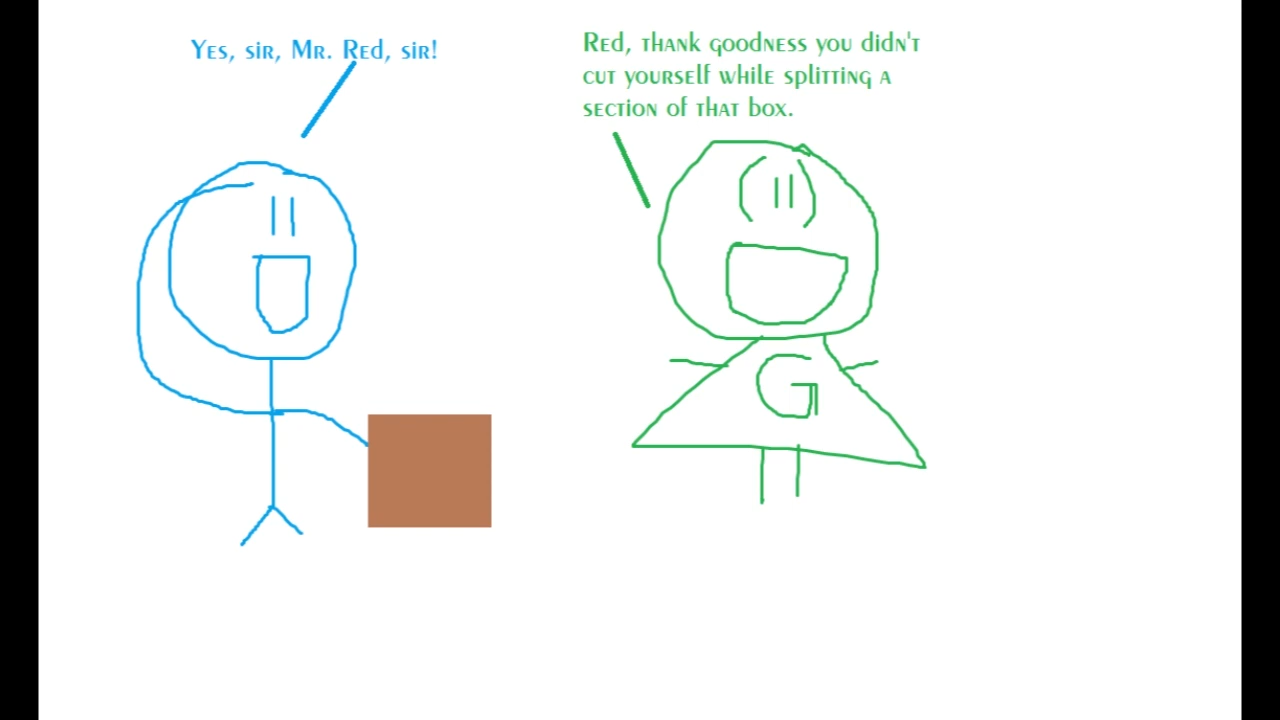 Yes, sir, Mr. Red, sir!
Red, thank goodness you didn't
cut yourself while splitting a
section of that box.
G